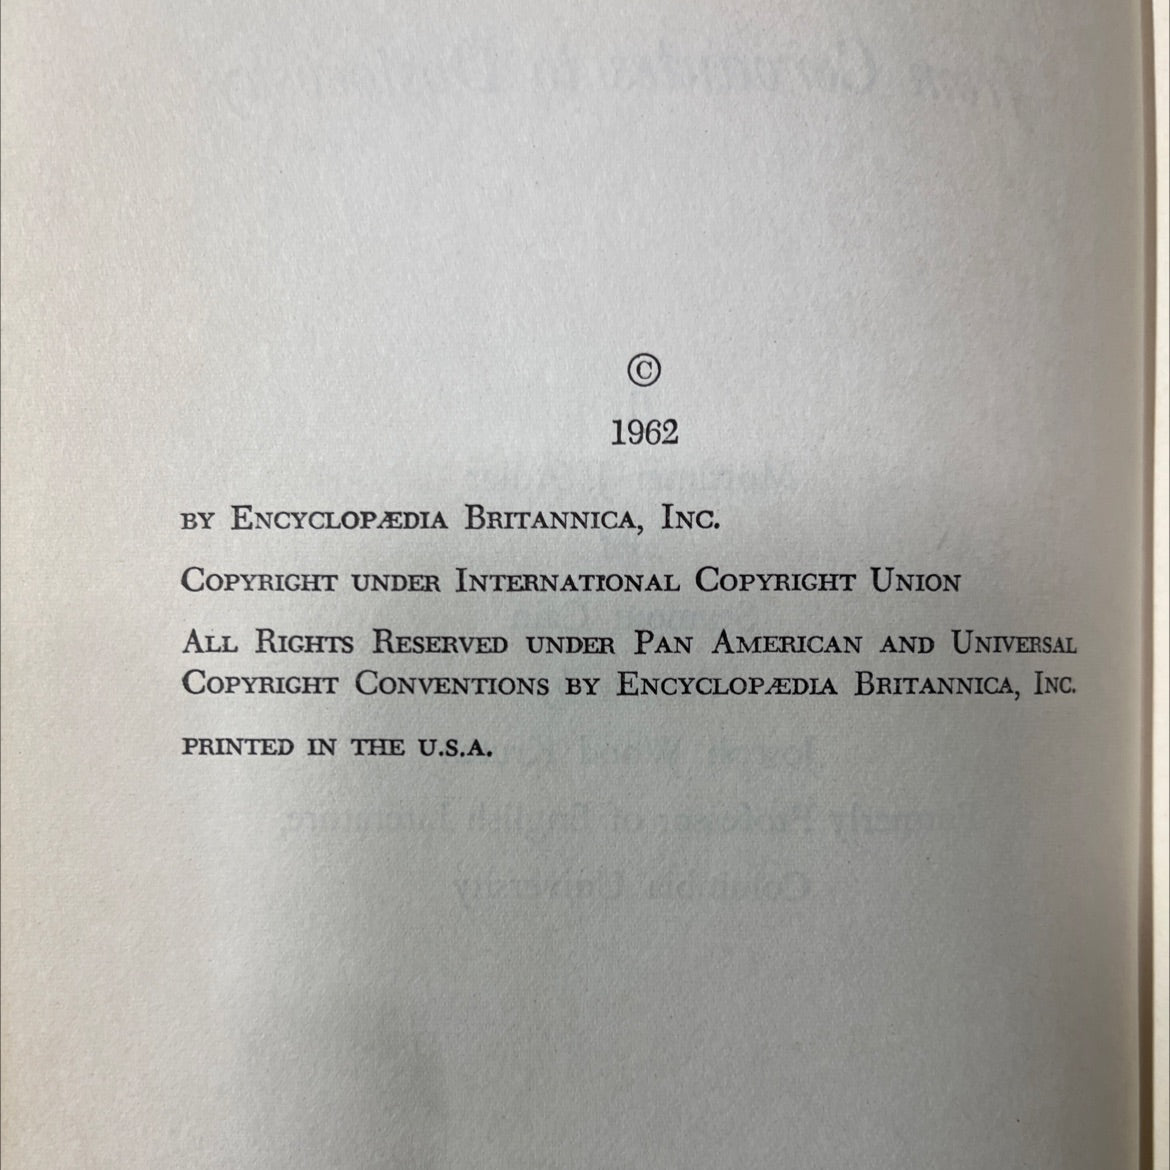 ©
1962
BY ENCYCLOPÆDIA BRITANNICA, INC.
COPYRIGHT UNDER INTERNATIONAL COPYRIGHT UNION
ALL RIGHTS RESERVED UNDER PAN AMERICAN AND UNIVERSAL
COPYRIGHT CONVENTIONS BY ENCYCLOPÆDIA BRITANNICA, INC.
PRINTED IN THE U.S.A.